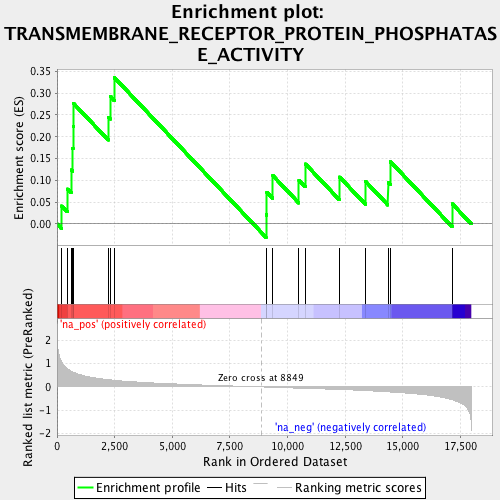 Enrichment plot:
TRANSMEMBRANE_RECEPTOR_PROTEIN_PHOSPHATAS
E_ACTIVITY
Enrichment score (ES)
0.35
0.30
0.25
0.20
0.15
0.10
0.05
0.00
'na_pos' (positively correlated)
Ranked list metric (PreRanked)
2
1
0
-1
-2
Zero cross at 8849
'na_neg' (negatively correlated)
0
2,500
5,000
7,500
10,000
12,500
15,000
17,500
Rank in Ordered Dataset
Enrichment profile
Hits
Ranking metric scores